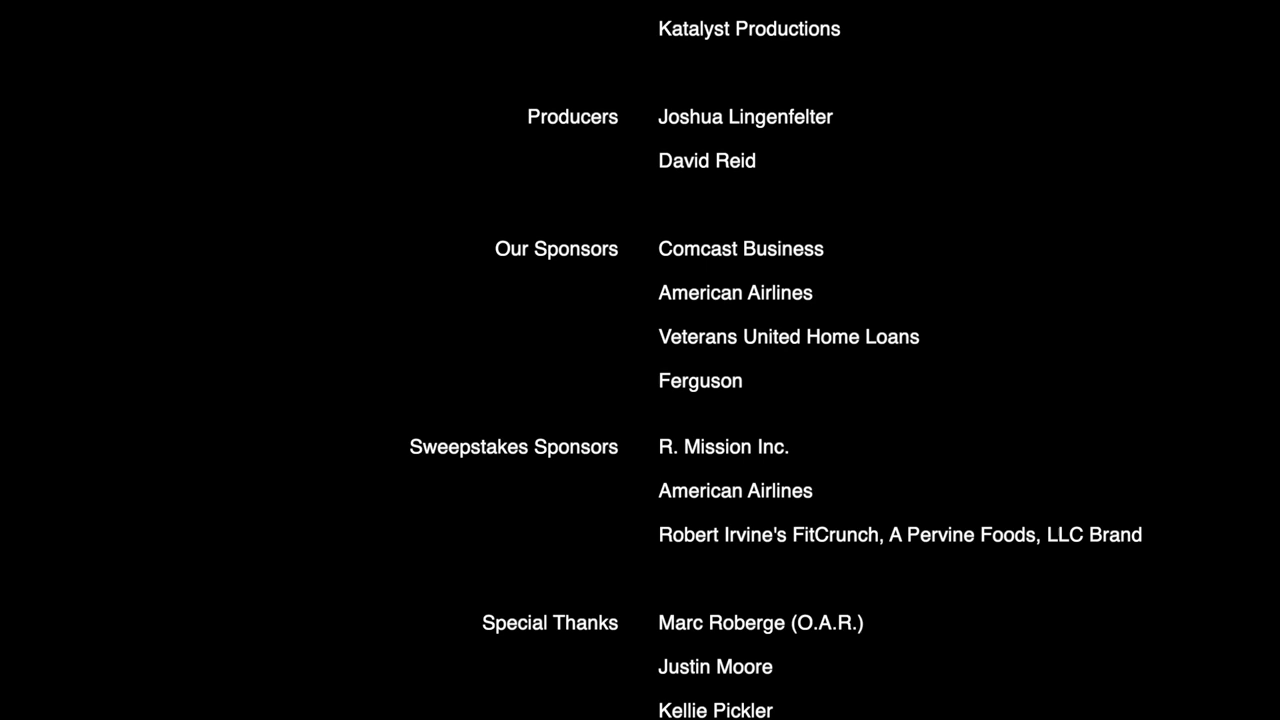 Katalyst Productions
Producers Joshua Lingenfelter
David Reid
Our Sponsors Comcast Business
American Airlines
Veterans United Home Loans
Ferguson
Sweepstakes Sponsors R. Mission Inc.
American Airlines
Robert Irvine's FitCrunch, A Pervine Foods, LLC Brand
Special Thanks Marc Roberge (O.A.R.)
Justin Moore
Kellie Pickler